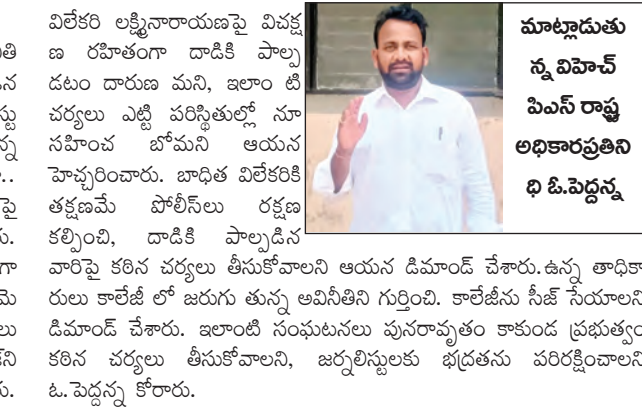 విలేకరి లక్ష్మీనారాయణపై విచక్ష
ణ రహితంగా దాడికి పాల్ప
డటం దారుణ మని, ఇలాం టి
చర్యలు ఎట్టి పరిస్థితుల్లో నూ
సహించ బోమని ఆయన
హెచ్చరించారు. బాధిత విలేకరికి
తక్షణమే పోలీస్‌లు రక్షణ
కల్పించి, దాడికి పాల్పడిన
వారిపై కఠిన చర్యలు తీసుకోవాలని ఆయన డిమాండ్ చేశారు.ఉన్న తాధికా
రులు కాలేజీ లో జరుగు తున్న అవినీతిని గుర్తించి. కాలేజీను సీజ్ సేయాలని
డిమాండ్ చేశారు. ఇలాంటి సంఘటనలు పునరావృతం కాకుండ ప్రభుత్వం
కఠిన చర్యలు తీసుకోవాలని, జర్నలిస్టులకు భద్రతను పరిరక్షించాలని
ఓ.పెద్దన్న కోరారు.
మాట్లాడుతు
న్న విహెచ్
పిఎస్ రాష్ట్ర
అధికారప్రతిని
ధి ఓ.పెద్దన్న